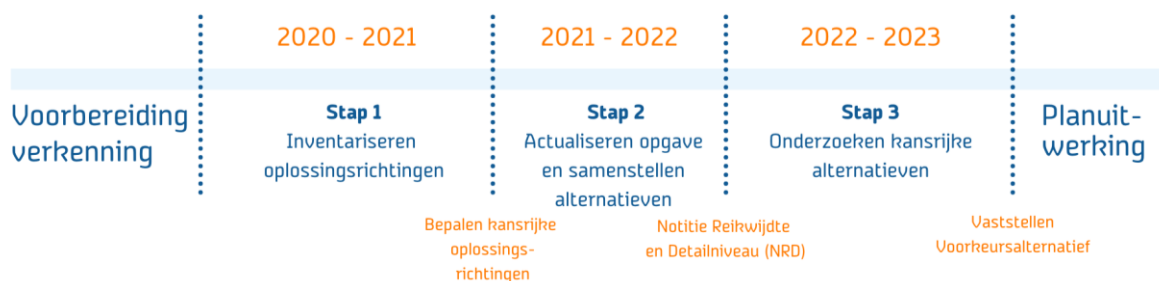 2020 - 2021
2021 - 2022
2022 - 2023
Voorbereiding
verkenning
Stap 1
Inventariseren
oplossingsrichtingen
Stap 2
Actualiseren opgave
en samenstellen
alternatieven
Stap 3
Onderzoeken kansrijke
alternatieven
Planuit-
werking
Bepalen kansrijke
oplossings-
richtingen
Notitie Reikwijdte
en Detailniveau (NRD)
Vaststellen
Voorkeursalternatief